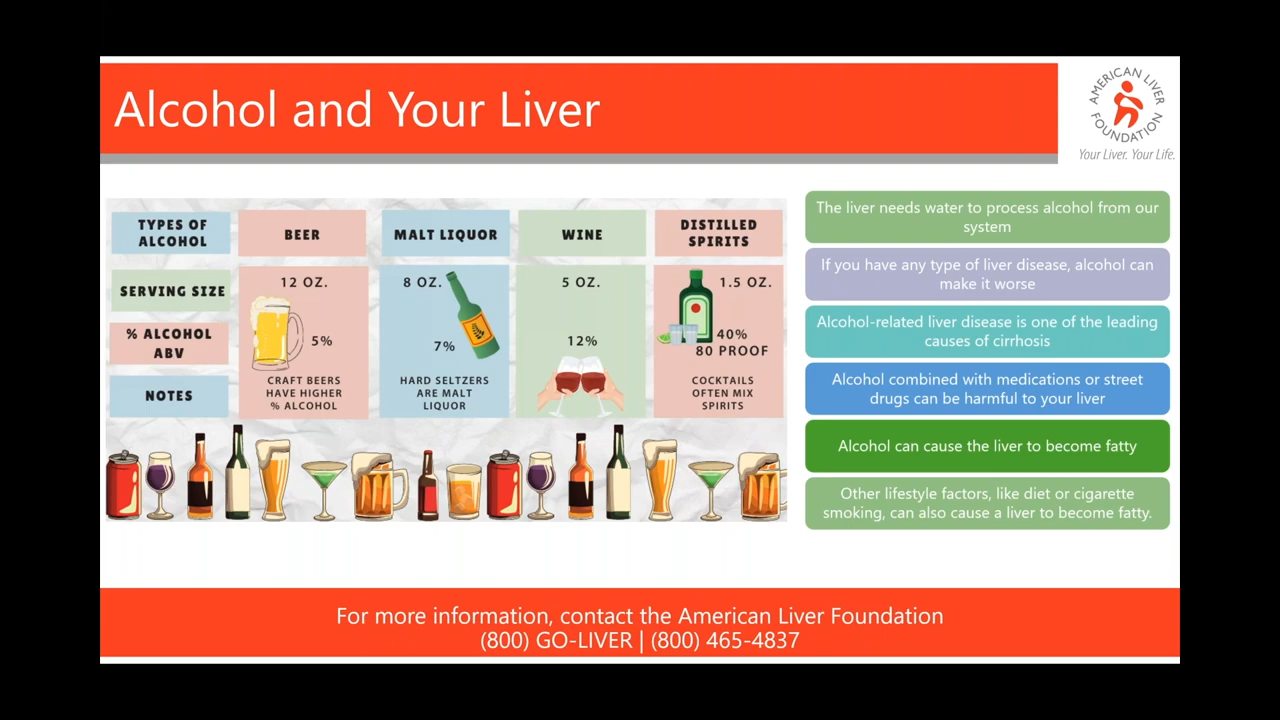 Alcohol and Your Liver
AMERICAN LIVER
FOUNDATION
Your Liver. Your Life.
TYPES OF
ALCOHOL
BEER
MALT LIQUOR
WINE
DISTILLED
SPIRITS
SERVING SIZE
12 OZ.
8 OZ.
5 OZ.
1.5 OZ.
% ALCOHOL
ABV
5%
7%
12%
40%
80 PROOF
NOTES
CRAFT BEERS
HAVE HIGHER
% ALCOHOL
HARD SELTZERS
ARE MALT
LIQUOR
COCKTAILS
OFTEN MIX
SPIRITS
The liver needs water to process alcohol from our
system
If you have any type of liver disease, alcohol can
make it worse
Alcohol-related liver disease is one of the leading
causes of cirrhosis
Alcohol combined with medications or street
drugs can be harmful to your liver
Alcohol can cause the liver to become fatty
Other lifestyle factors, like diet or cigarette
smoking, can also cause a liver to become fatty.
For more information, contact the American Liver Foundation
(800) GO-LIVER | (800) 465-4837